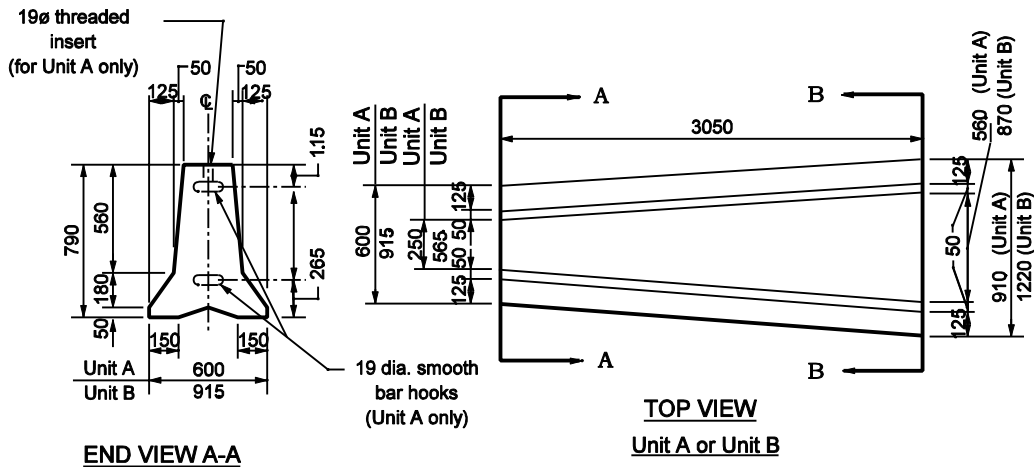 19ø threaded
insert
(for Unit A only)
50
50
125
125
℄
1.15
790
560
180
50
265
150
150
Unit A
600
Unit B
915
19 dia. smooth
bar hooks
(Unit A only)
END VIEW A-A
Unit A
Unit B
Unit A
Unit B
600
915
125
250
565
50
50
125
A
A
3050
B
B
560 (Unit A)
870 (Unit B)
125
50
125
910 (Unit A)
1220 (Unit B)
TOP VIEW
Unit A or Unit B